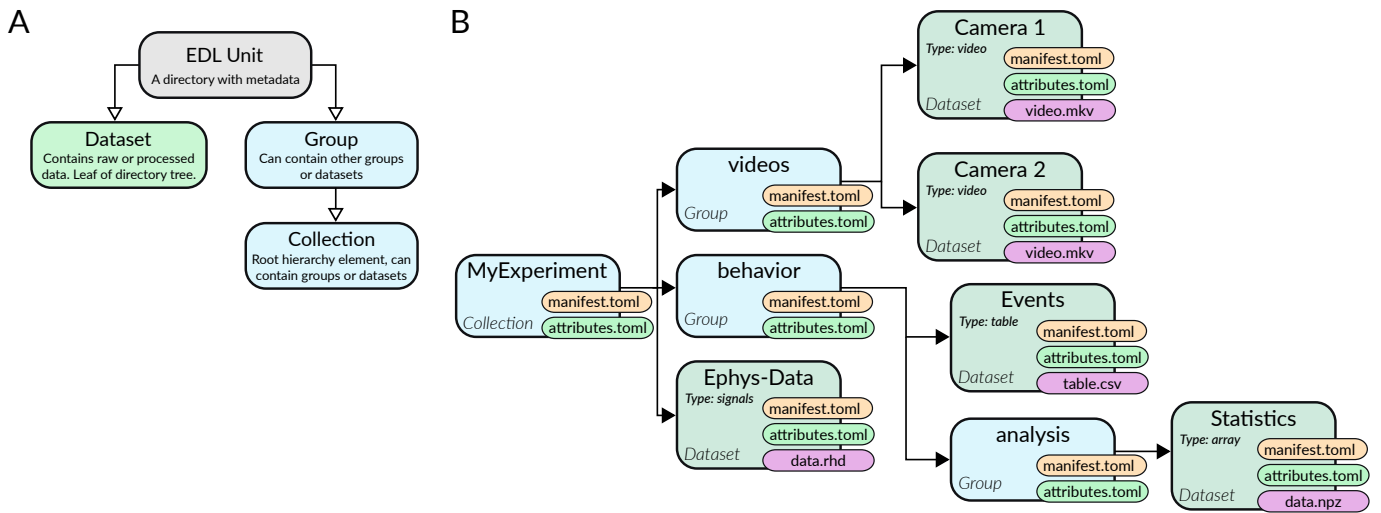 A
EDL Unit
A directory with metadata
Dataset
Contains raw or processed
data. Leaf of directory tree.
Group
Can contain other groups
or datasets
Collection
Root hierarchy element, can
contain groups or datasets
B
MyExperiment
manifest.toml
Collection
attributes.toml
videos
manifest.toml
Group
attributes.toml
behavior
manifest.toml
Group
attributes.toml
Ephys-Data
Type: signals
manifest.toml
attributes.toml
Dataset
data.rhd
Camera 1
Type: video
manifest.toml
attributes.toml
Dataset
video.mkv
Camera 2
Type: video
manifest.toml
attributes.toml
Dataset
video.mkv
Events
Type: table
manifest.toml
attributes.toml
Dataset
table.csv
analysis
manifest.toml
Group
attributes.toml
Statistics
Type: array
manifest.toml
attributes.toml
Dataset
data.npz